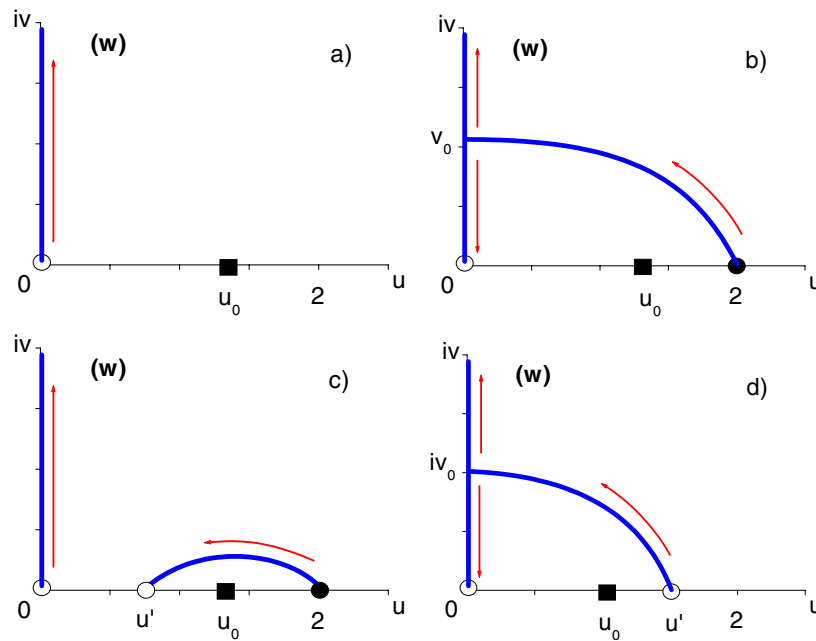 iv
(w)
a)
0
u₀
2
u
iv
(w)
b)
v₀
0
u₀
2
u
iv
(w)
c)
0
u'
u₀
2
u
iv
(w)
d)
iv₀
0
u₀
u'
2
u